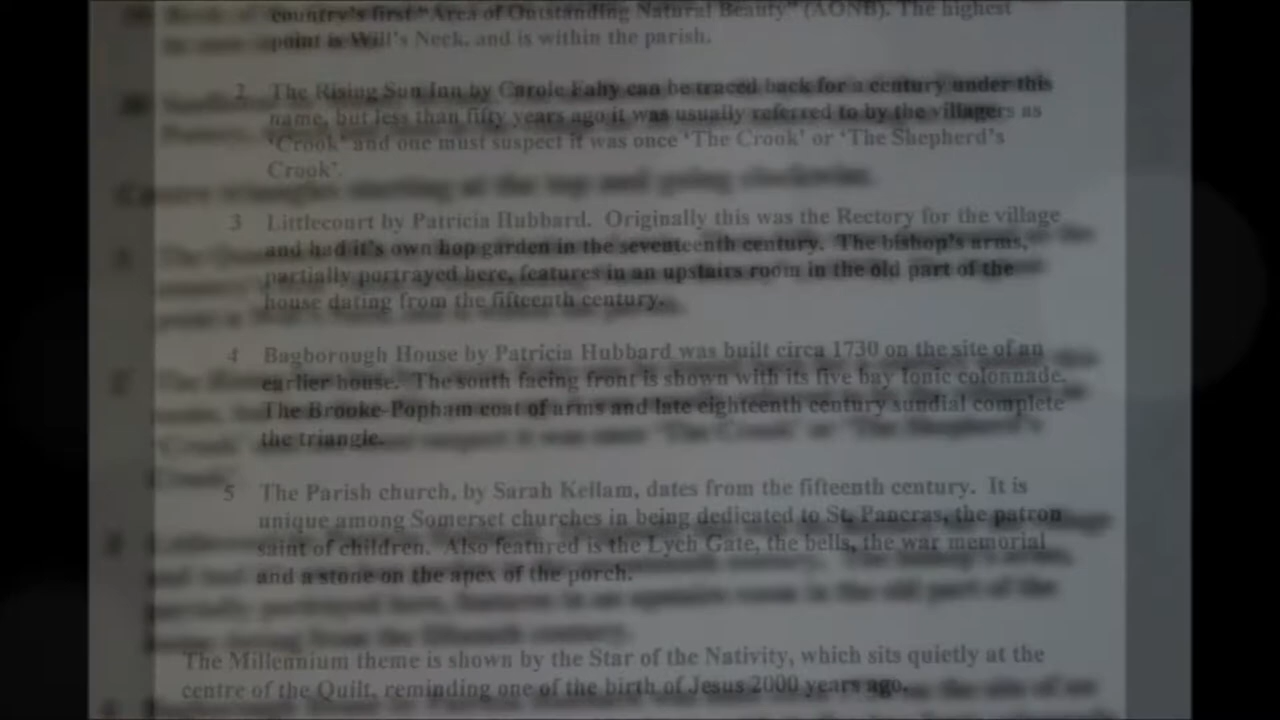 country's first "Area of Outstanding Natural Beauty" (AONB). The highest
point is Will's Neck, and is within the parish.
2 The Rising Sun Inn by Carole Fahy can be traced back for a century under this
name, but less than fifty years ago it was usually referred to by the villagers as
'Crook' and one must suspect it was once 'The Crook' or 'The Shepherd's
Crook'.
Centre triangles starting at the top and going clockwise.
3 Littlecourt by Patricia Hubbard. Originally this was the Rectory for the village
and had it's own hop garden in the seventeenth century. The bishop's arms,
partially portrayed here, features in an upstairs room in the old part of the
house dating from the fifteenth century.
4 Bagborough House by Patricia Hubbard was built circa 1730 on the site of an
earlier house. The south facing front is shown with its five bay Ionic colonnade.
The Brooke-Popham coat of arms and late eighteenth century sundial complete
the triangle.
5 The Parish church, by Sarah Kellam, dates from the fifteenth century. It is
unique among Somerset churches in being dedicated to St. Pancras, the patron
saint of children. Also featured is the Lych Gate, the bells, the war memorial
and a stone on the apex of the porch.
The Millennium theme is shown by the Star of the Nativity, which sits quietly at the
centre of the Quilt, reminding one of the birth of Jesus 2000 years ago.